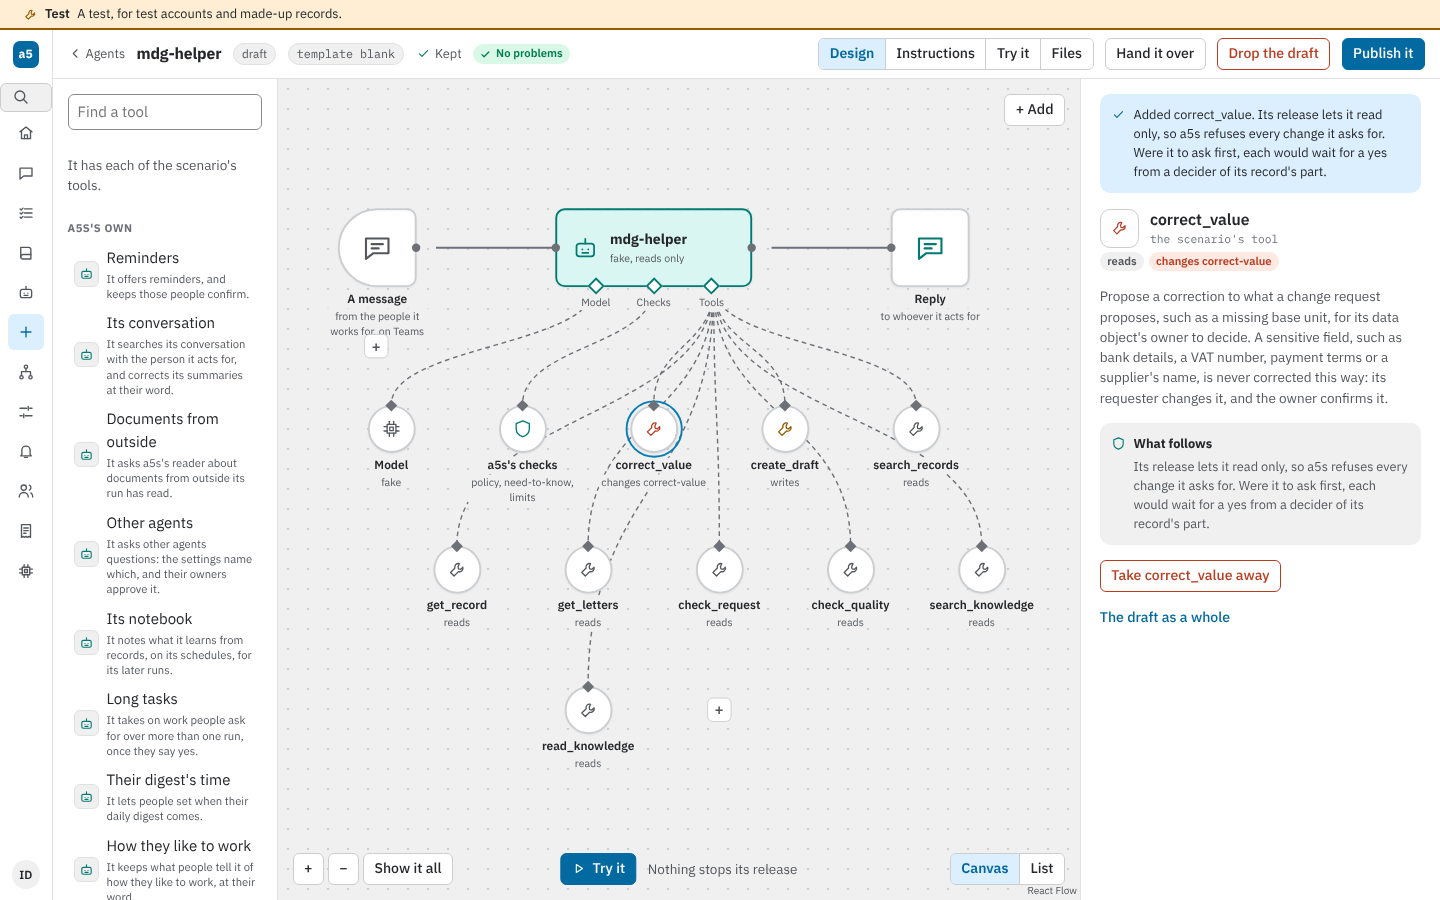 Test A test, for test accounts and made-up records.
a5
Agents
mdg-helper
draft
template blank
Kept
No problems
Design
Instructions
Try it
Files
Hand it over
Drop the draft
Publish it
Find a tool
It has each of the scenario's
tools.
A5S'S OWN
Reminders
It offers reminders, and
keeps those people confirm.
Its conversation
It searches its conversation
with the person it acts for,
and corrects its summaries
at their word.
Documents from
outside
It asks a5s's reader about
documents from outside its
run has read.
Other agents
It asks other agents
questions: the settings name
which, and their owners
approve it.
Its notebook
It notes what it learns from
records, on its schedules, for
its later runs.
Long tasks
It takes on work people ask
for over more than one run,
once they say yes.
Their digest's time
It lets people set when their
daily digest comes.
How they like to work
It keeps what people tell it of
how they like to work, at their
word.
ID
+ Add
A message
from the people it
works for, on Teams
+
mdg-helper
fake, reads only
Model
Checks
Tools
Reply
to whoever it acts for
Model
fake
a5s's checks
policy, need-to-know,
limits
correct_value
changes correct-value
create_draft
writes
search_records
reads
get_record
reads
get_letters
reads
check_request
reads
check_quality
reads
search_knowledge
reads
read_knowledge
reads
+
+
−
Show it all
Try it
Nothing stops its release
Canvas
List
React Flow
Added correct_value. Its release lets it read
only, so a5s refuses every change it asks for.
Were it to ask first, each would wait for a yes
from a decider of its record's part.
correct_value
the scenario's tool
reads
changes correct-value
Propose a correction to what a change request
proposes, such as a missing base unit, for its data
object's owner to decide. A sensitive field, such as
bank details, a VAT number, payment terms or a
supplier's name, is never corrected this way: its
requester changes it, and the owner confirms it.
What follows
Its release lets it read only, so a5s refuses every
change it asks for. Were it to ask first, each
would wait for a yes from a decider of its
record's part.
Take correct_value away
The draft as a whole